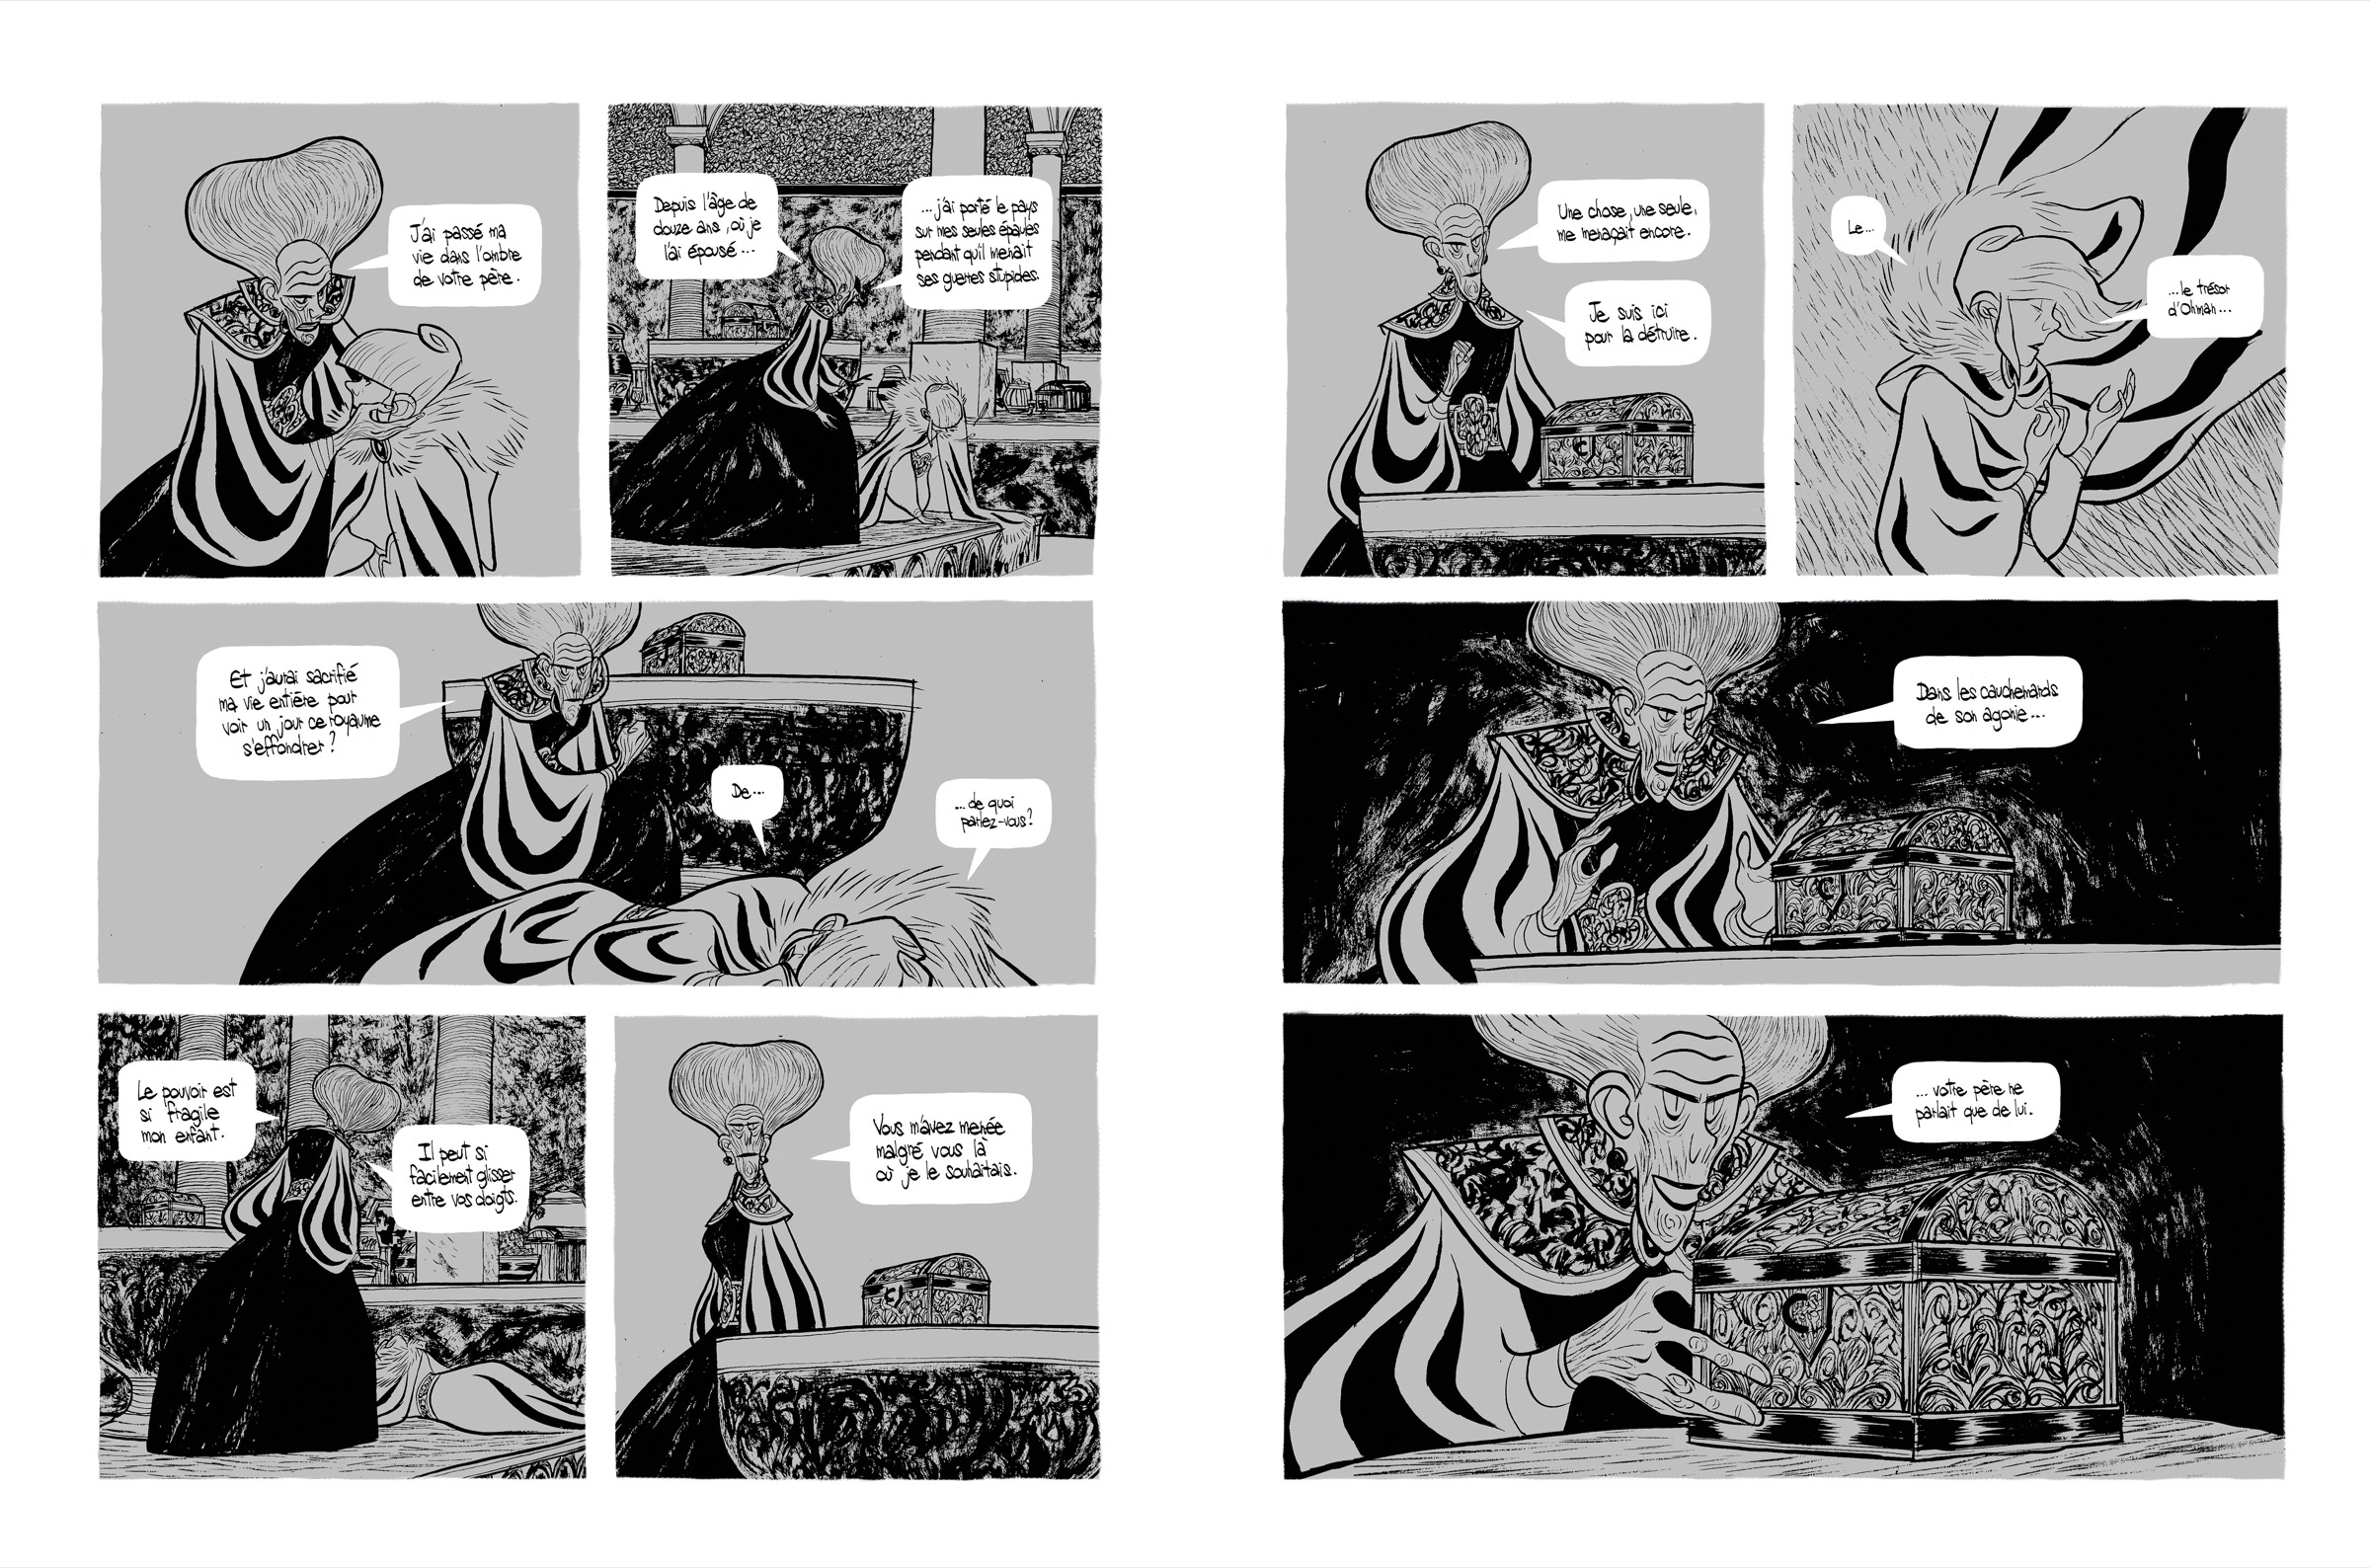 J'ai passé ma
vie dans l'ombre
de votre père.
Depuis l'âge de
douze ans, où je
l'ai épousé...
...j'ai porté le pays
sur mes seules épaules
pendant qu'il menait
ses guerres stupides.
Et j'aurai sacrifié
ma vie entière pour
voir un jour ce royaume
s'effondrer?
De...
...de quoi
parlez-vous?
Le pouvoir est
si fragile
mon enfant.
Il peut si
facilement glisser
entre vos doigts.
Vous m'avez menée
malgré vous là
où je le souhaitais.
Une chose, une seule,
me menaçait encore.
Je suis ici
pour la détruire.
Le...
...le trésor
d'Ohman...
Dans les cauchemards
de son agonie...
...votre père ne
parlait que de lui.